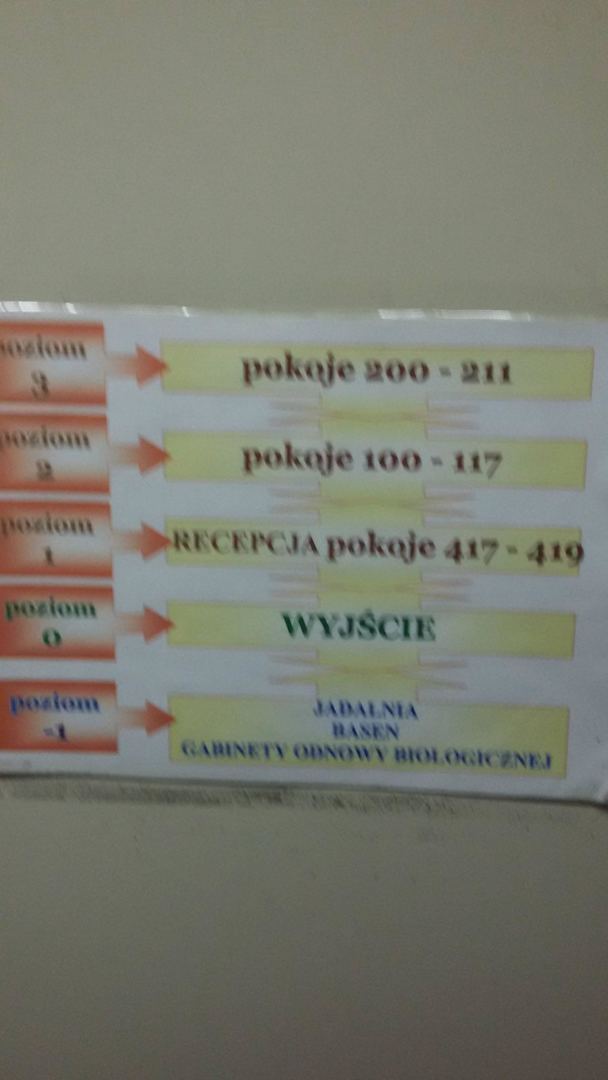 poziom
3
pokoje 200 - 211
poziom
2
pokoje 100 - 117
poziom
1
RECEPCJA pokoje 417 - 419
poziom
0
WYJŚCIE
poziom
-1
JADALNIA
BASEN
GABINETY ODNOWY BIOLOGICZNEJ